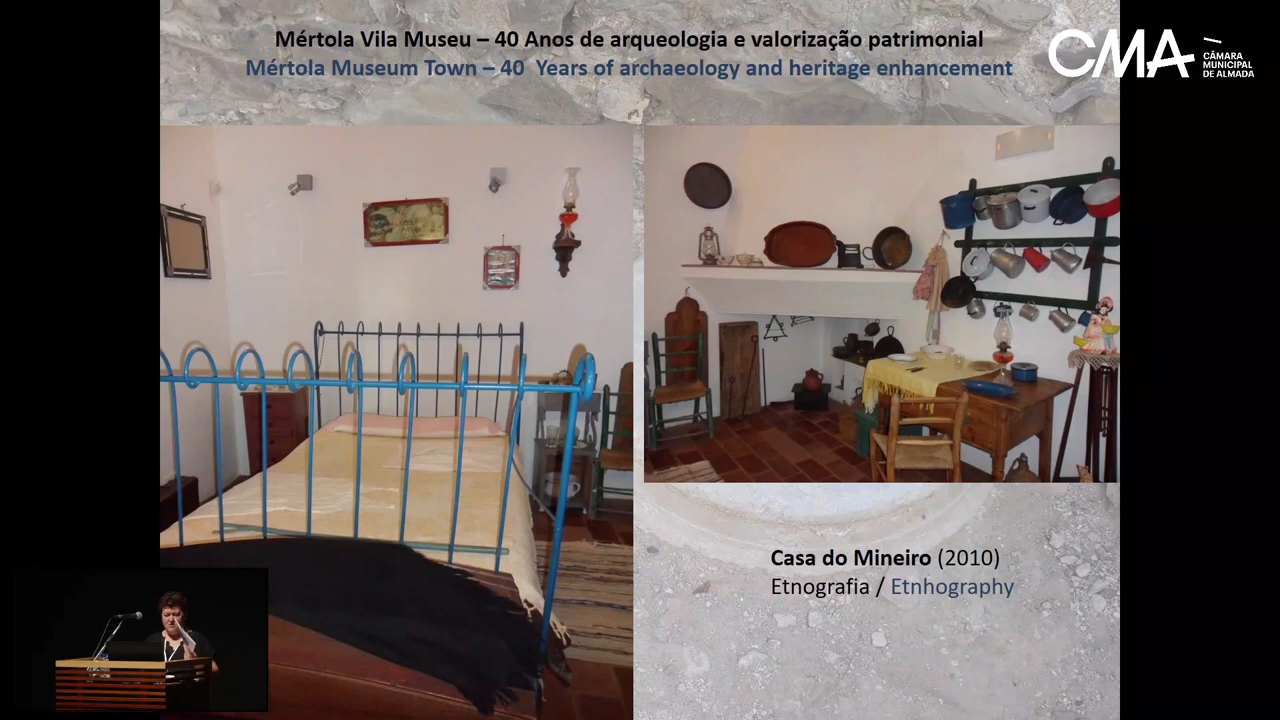 Mértola Vila Museu – 40 Anos de arqueologia e valorização patrimonial
Mértola Museum Town – 40 Years of archaeology and heritage enhancement
CMA
CÂMARA
MUNICIPAL
DE ALMADA
Casa do Mineiro (2010)
Etnografia / Etnhography